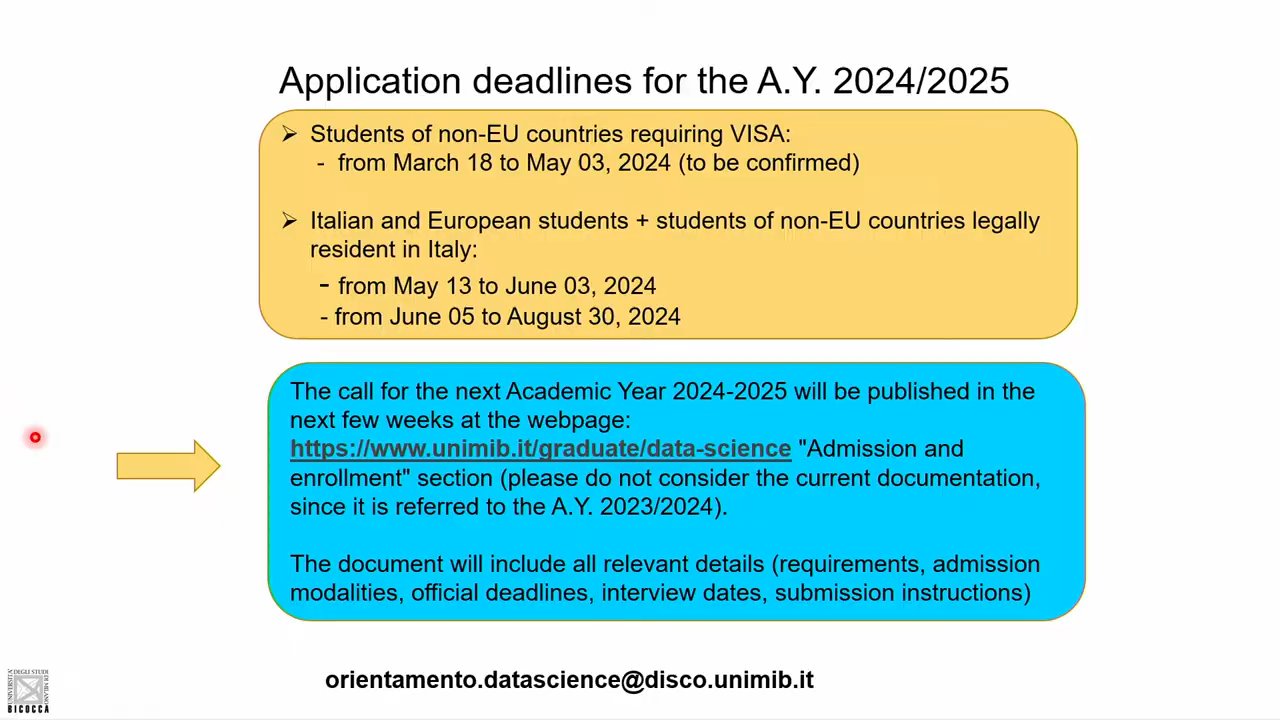 Application deadlines for the A.Y. 2024/2025
➢ Students of non-EU countries requiring VISA:
- from March 18 to May 03, 2024 (to be confirmed)
➢ Italian and European students + students of non-EU countries legally
resident in Italy:
- from May 13 to June 03, 2024
- from June 05 to August 30, 2024
The call for the next Academic Year 2024-2025 will be published in the
next few weeks at the webpage:
https://www.unimib.it/graduate/data-science "Admission and
enrollment" section (please do not consider the current documentation,
since it is referred to the A.Y. 2023/2024).
The document will include all relevant details (requirements, admission
modalities, official deadlines, interview dates, submission instructions)
orientamento.datascience@disco.unimib.it
UNIVERSITA'
DEGLI STUDI
DI MILANO
BICOCCA